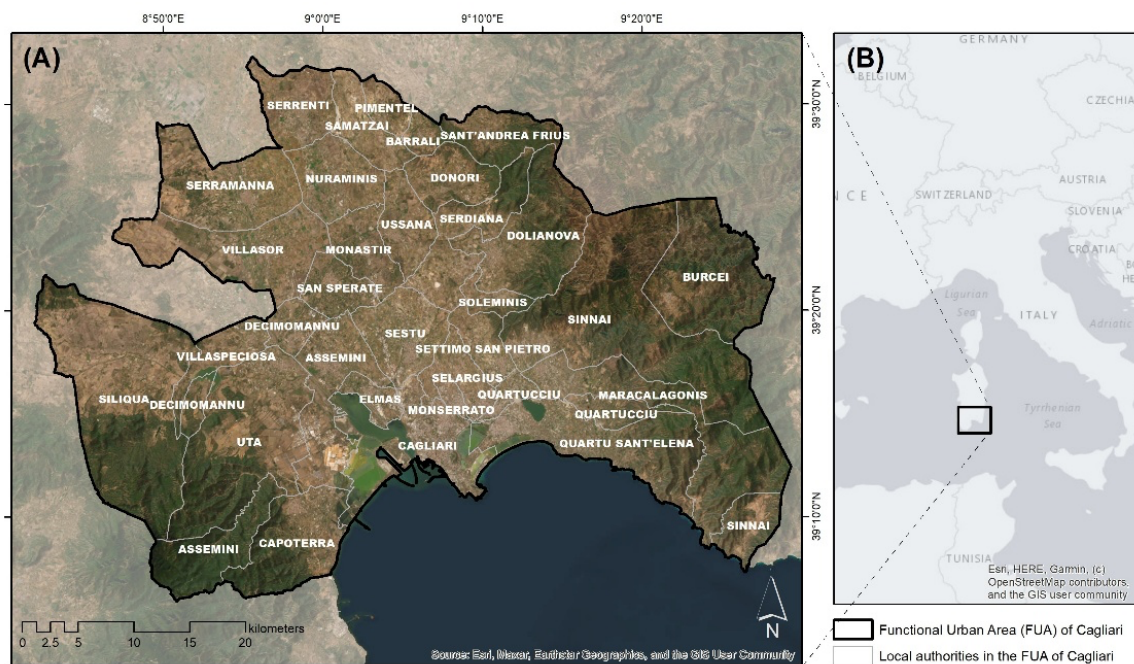 8°50'0"E 9°0'0"E 9°10'0"E 9°20'0"E
(A)
SERRENTI
PIMENTEL
SAMATZAI
BARRALI
SANT'ANDREA FRIUS
SERRAMANNA
NURAMINIS
DONORI
USSANA
SERDIANA
DOLIANOVA
VILLASOR
MONASTIR
BURCEI
SAN SPERATE
SOLEMINIS
SINNAI
DECIMOMANNU
SESTU
VILLASPECIOSA
ASSEMINI
SETTIMO SAN PIETRO
SELARGIUS
SILIQUA
DECIMOMANNU
ELMAS
QUARTUCCIU
MARACALAGONIS
MONSERRATO
QUARTUCCIU
UTA
CAGLIARI
QUARTU SANT'ELENA
SINNAI
ASSEMINI
CAPOTERRA
0 2.5 5 10 15 20
kilometers
N
Source: Esri, Maxar, Earthstar Geographics, and the GIS User Community
39°30'0"N
39°20'0"N
39°10'0"N
(B)
GERMANY
BELGIUM
CZECHIA
NCE
SWITZERLAND
AUSTRIA
SLOVENIA
CROATIA
HE
Ligurian
Sea
ITALY
Adriatic
Tyrrhenian
Sea
TUNISIA
Esri, HERE, Garmin, (c)
OpenStreetMap contributors,
and the GIS user community
Functional Urban Area (FUA) of Cagliari
Local authorities in the FUA of Cagliari